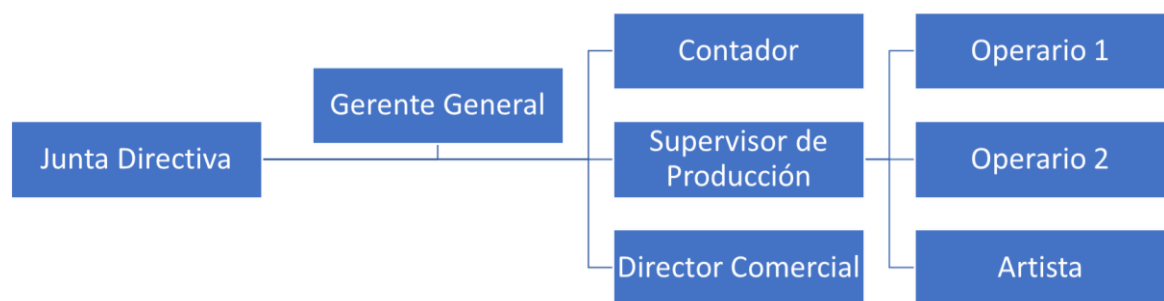 Junta Directiva
Gerente General
Contador
Supervisor de
Producción
Director Comercial
Operario 1
Operario 2
Artista